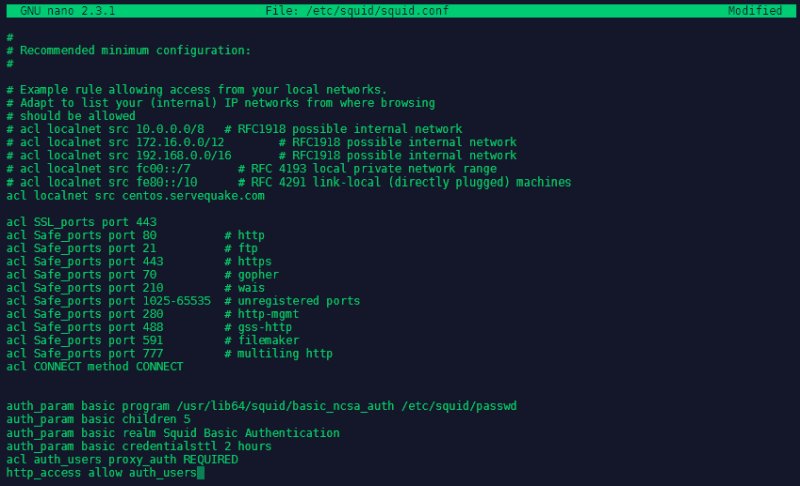 GNU nano 2.3.1 File: /etc/squid/squid.conf Modified
#
# Recommended minimum configuration:
#
# Example rule allowing access from your local networks.
# Adapt to list your (internal) IP networks from where browsing
# should be allowed
# acl localnet src 10.0.0.0/8 # RFC1918 possible internal network
# acl localnet src 172.16.0.0/12 # RFC1918 possible internal network
# acl localnet src 192.168.0.0/16 # RFC1918 possible internal network
# acl localnet src fc00::/7 # RFC 4193 local private network range
# acl localnet src fe80::/10 # RFC 4291 link-local (directly plugged) machines
acl localnet src centos.servequake.com
acl SSL_ports port 443
acl Safe_ports port 80 # http
acl Safe_ports port 21 # ftp
acl Safe_ports port 443 # https
acl Safe_ports port 70 # gopher
acl Safe_ports port 210 # wais
acl Safe_ports port 1025-65535 # unregistered ports
acl Safe_ports port 280 # http-mgmt
acl Safe_ports port 488 # gss-http
acl Safe_ports port 591 # filemaker
acl Safe_ports port 777 # multiling http
acl CONNECT method CONNECT
auth_param basic program /usr/lib64/squid/basic_ncsa_auth /etc/squid/passwd
auth_param basic children 5
auth_param basic realm Squid Basic Authentication
auth_param basic credentialsttl 2 hours
acl auth_users proxy_auth REQUIRED
http_access allow auth_users